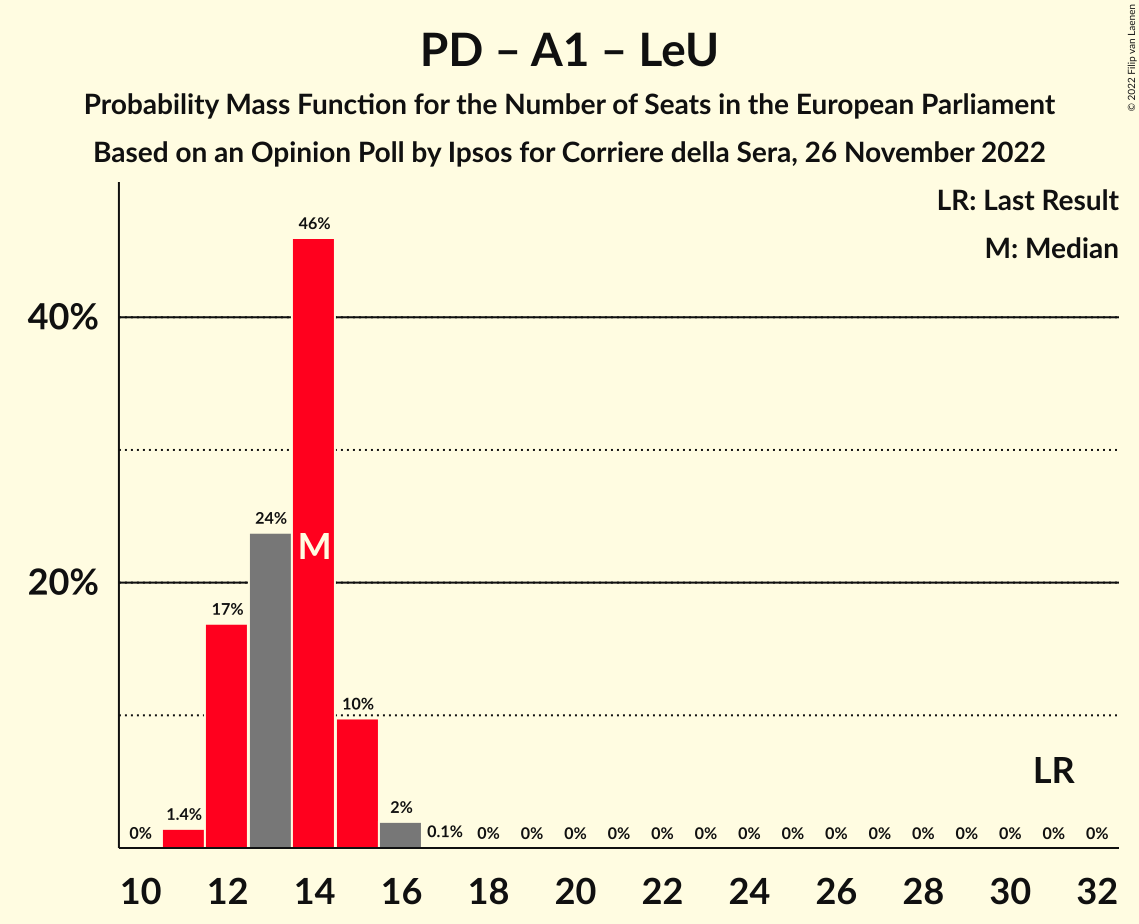 PD – A1 – LeU
Probability Mass Function for the Number of Seats in the European Parliament
Based on an Opinion Poll by Ipsos for Corriere della Sera, 26 November 2022
© 2022 Filip van Laenen
LR: Last Result
M: Median
46%
40%
24%
M
20%
17%
10%
LR
0% 1.4% 2% 0.1% 0% 0% 0% 0% 0% 0% 0% 0% 0% 0% 0% 0% 0% 0% 0%
10 12 14 16 18 20 22 24 26 28 30 32